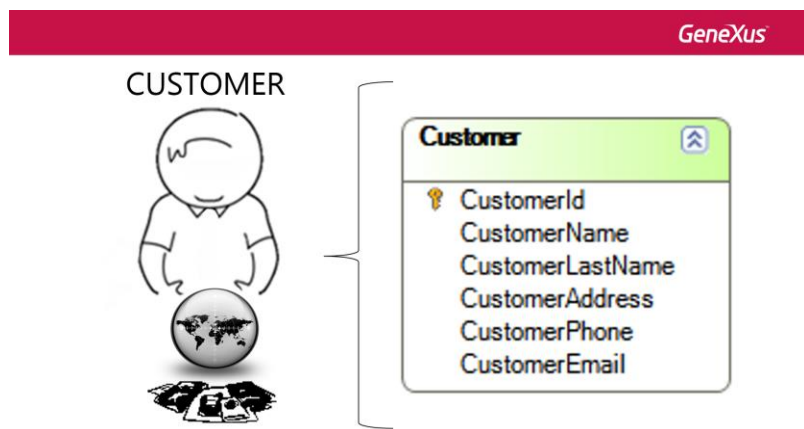 GeneXus
CUSTOMER
Customer
CustomerId
CustomerName
CustomerLastName
CustomerAddress
CustomerPhone
CustomerEmail